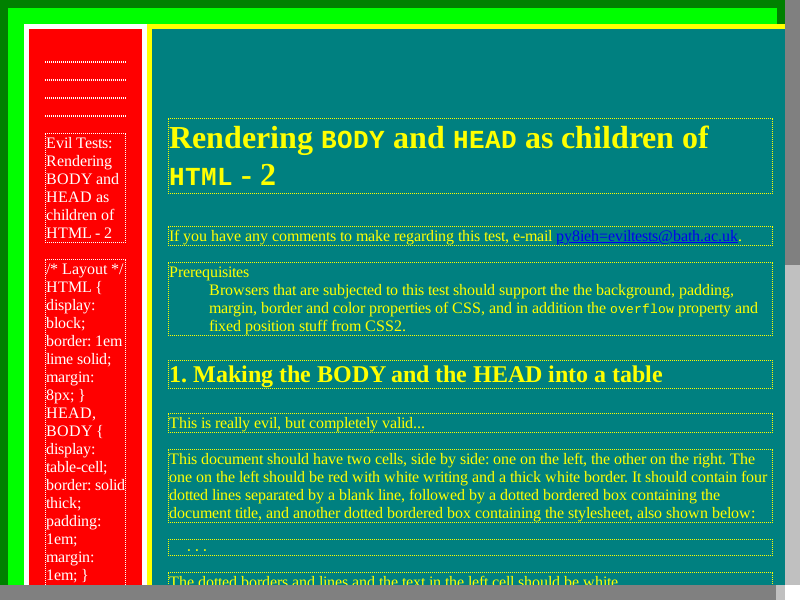 Evil Tests:
Rendering
BODY and
HEAD as
children of
HTML - 2
/* Layout */
HTML {
display:
block;
border: 1em
lime solid;
margin:
8px; }
HEAD,
BODY {
display:
table-cell;
border: solid
thick;
padding:
1em;
margin:
1em; }
Rendering BODY and HEAD as children of
HTML - 2
If you have any comments to make regarding this test, e-mail py8ieh=eviltests@bath.ac.uk.
Prerequisites
Browsers that are subjected to this test should support the the background, padding,
margin, border and color properties of CSS, and in addition the overflow property and
fixed position stuff from CSS2.
1. Making the BODY and the HEAD into a table
This is really evil, but completely valid...
This document should have two cells, side by side: one on the left, the other on the right. The
one on the left should be red with white writing and a thick white border. It should contain four
dotted lines separated by a blank line, followed by a dotted bordered box containing the
document title, and another dotted bordered box containing the stylesheet, also shown below:
. . .
The dotted borders and lines and the text in the left cell should be white.